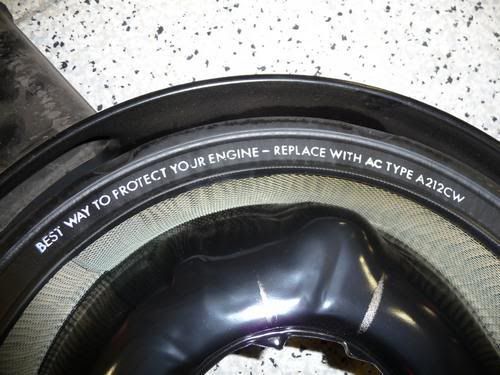 BEST WAY TO PROTECT YOUR ENGINE – REPLACE WITH AC TYPE A212CW